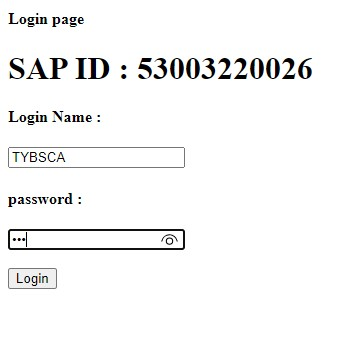 Login page
SAP ID : 53003220026
Login Name :
TYBSCA
password :
•••
Login